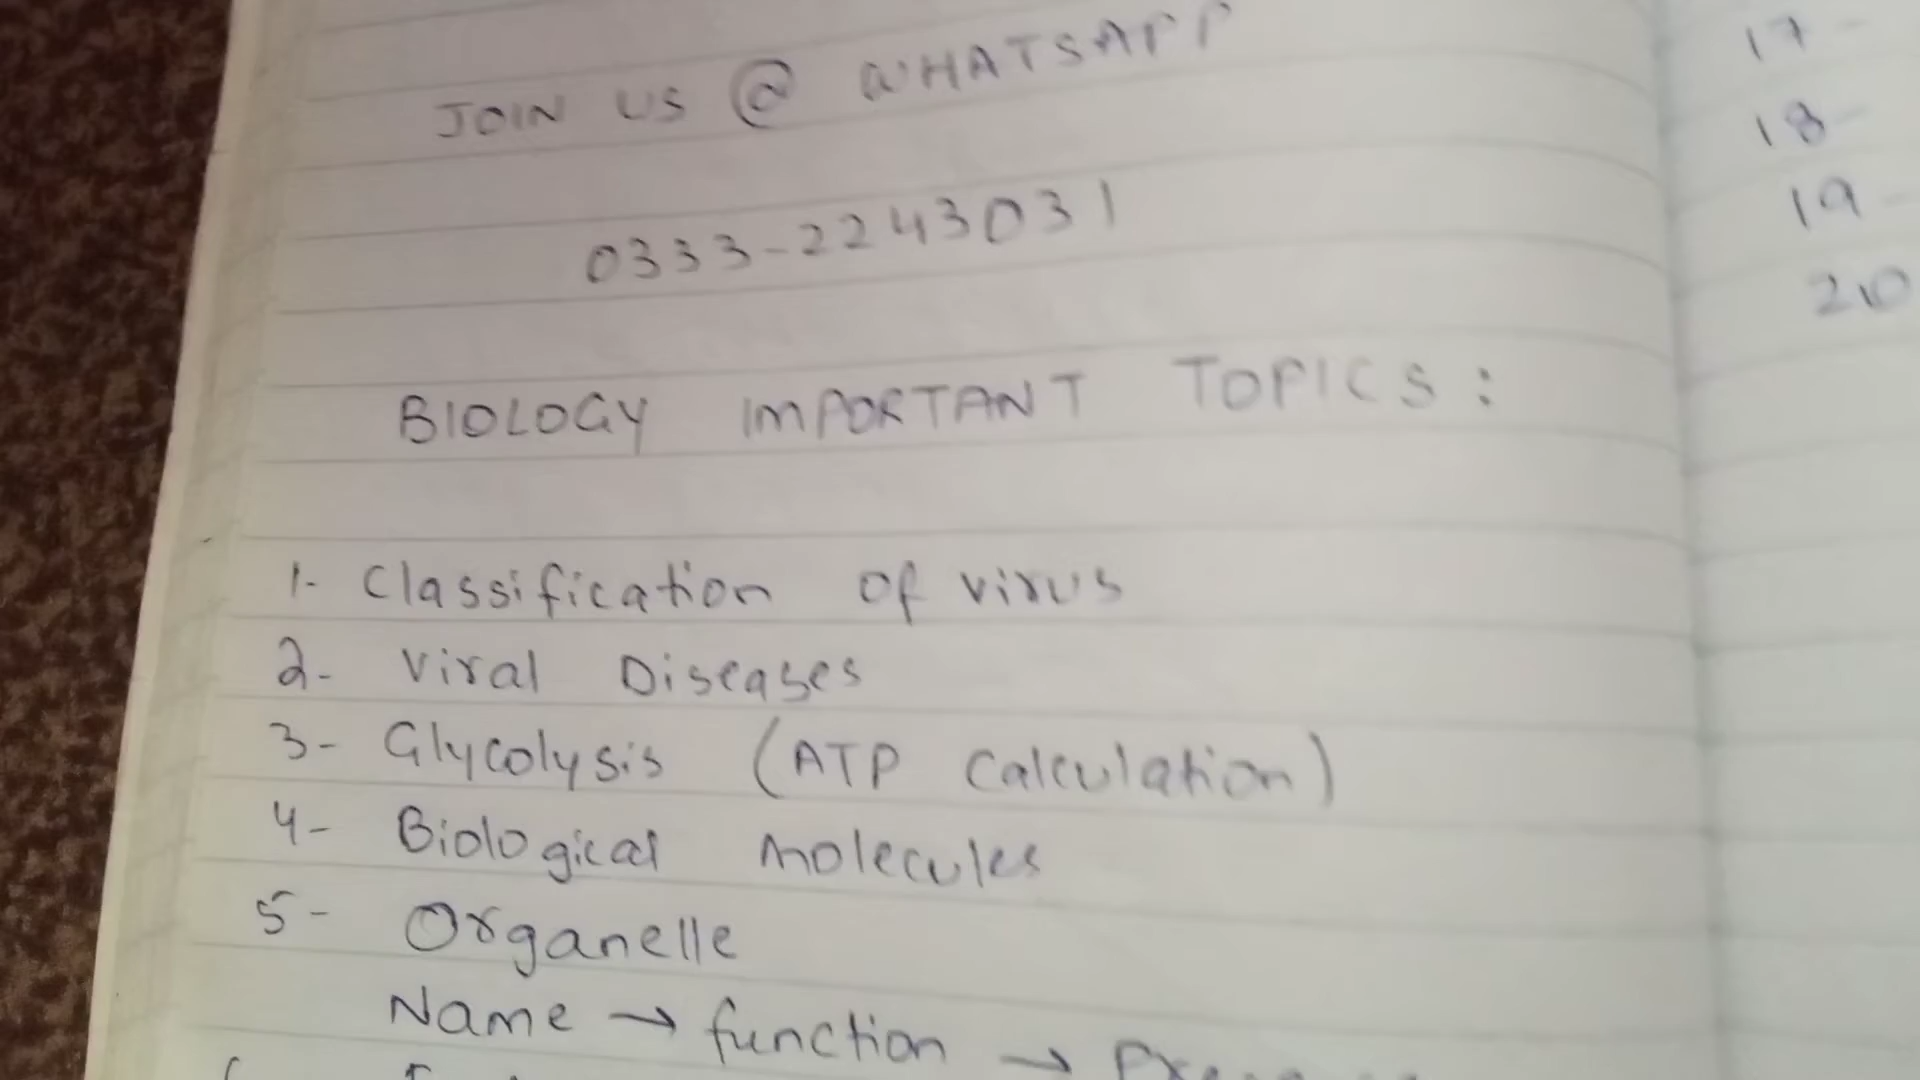 JOIN US @ WHATSAPP
0333-2243031
BIOLOGY IMPORTANT TOPICS:
1- Classification of virus
2- Viral Diseases
3- Glycolysis (ATP Calculation)
4- Biological molecules
5- Organelle
Name → function →
17-
18-
19-
20